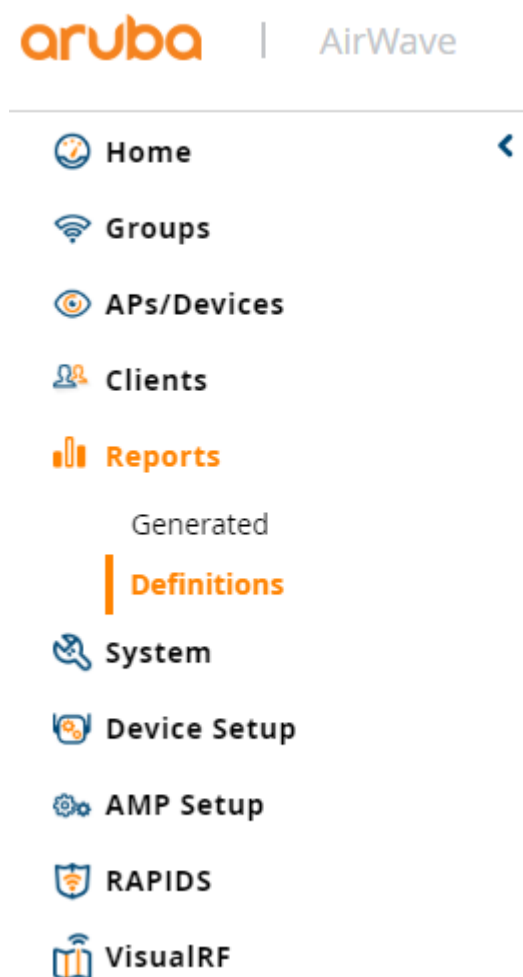 aruba | AirWave
Home
Groups
APs/Devices
Clients
Reports
Generated
Definitions
System
Device Setup
AMP Setup
RAPIDS
VisualRF